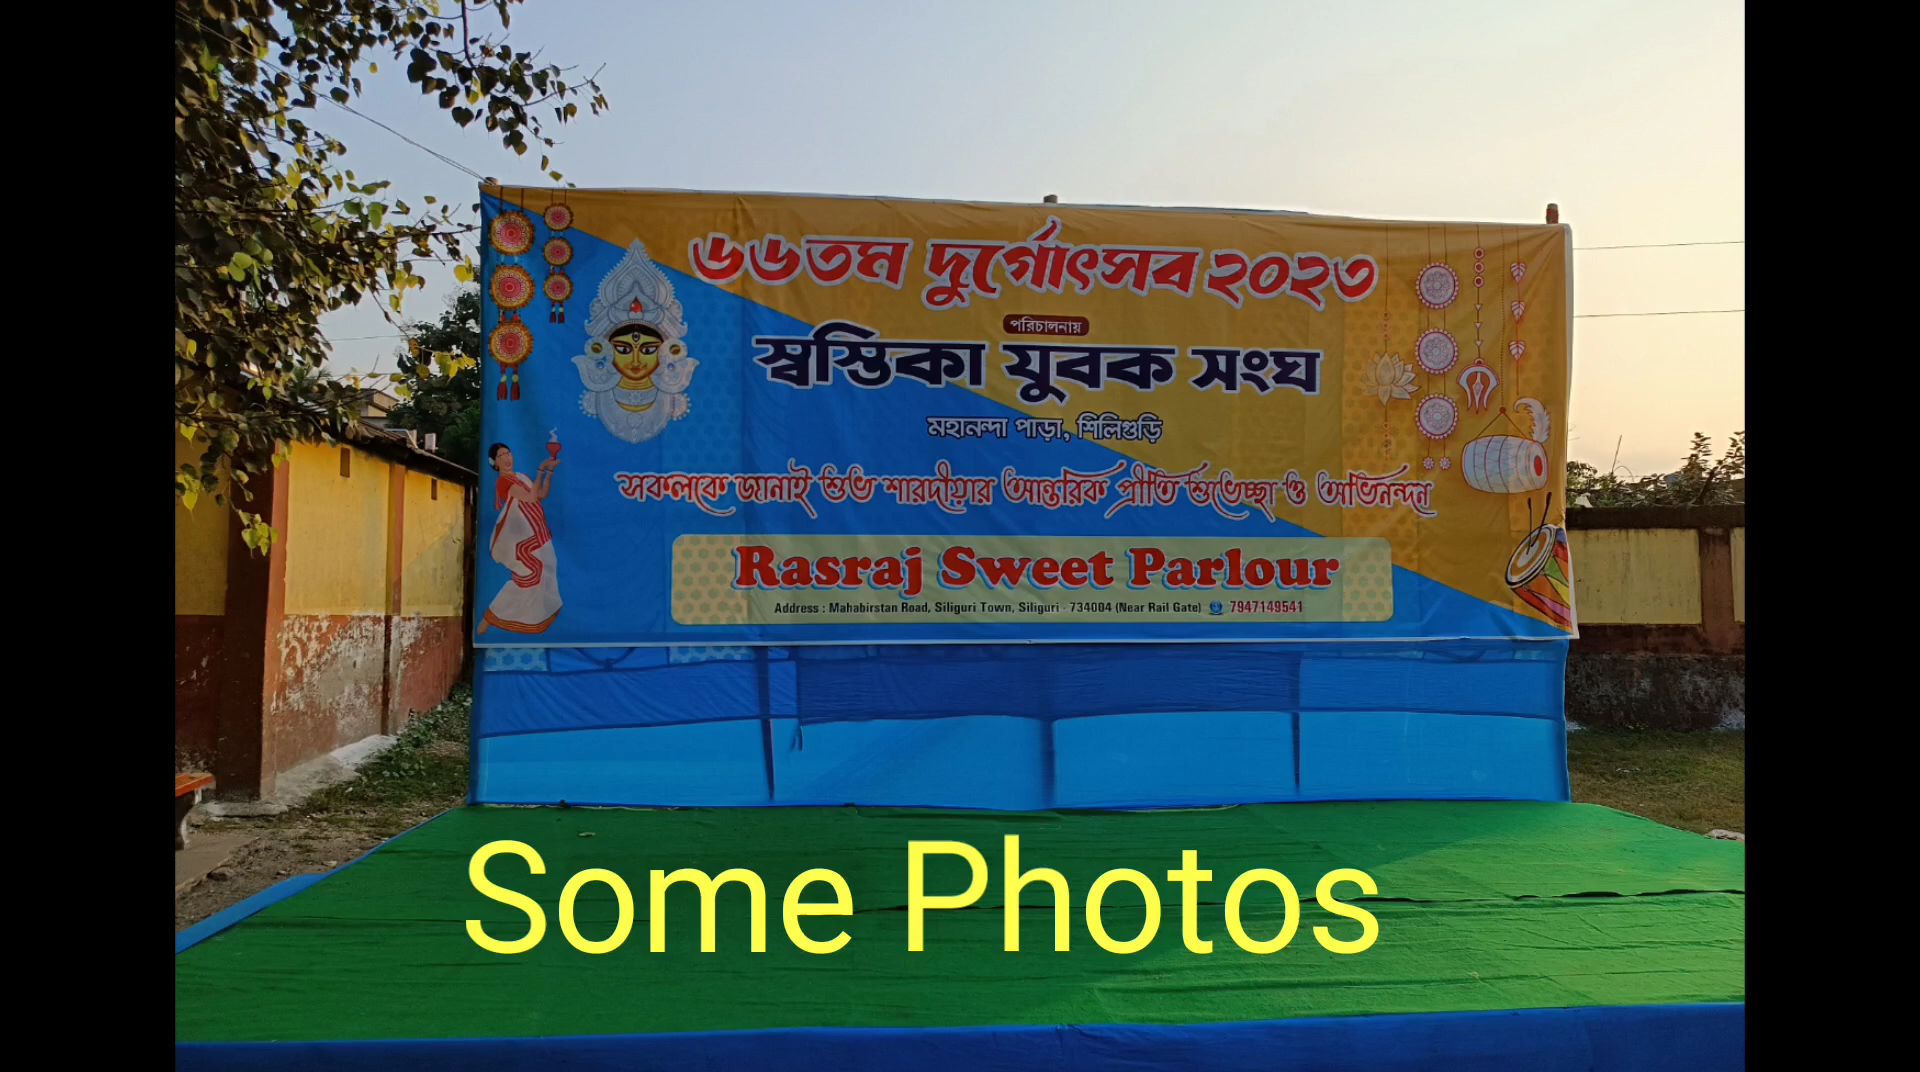 ৬৬তম দুর্গোৎসব ২০২৩
পরিচালনায়
স্বস্তিকা যুবক সংঘ
মহানন্দা পাড়া, শিলিগুড়ি
সকলকে জানাই শুভ শারদীয়ার আন্তরিক প্রীতি শুভেচ্ছা ও অভিনন্দন
Rasraj Sweet Parlour
Address : Mahabirstan Road, Siliguri Town, Siliguri - 734004 (Near Rail Gate) 7947149541
Some Photos